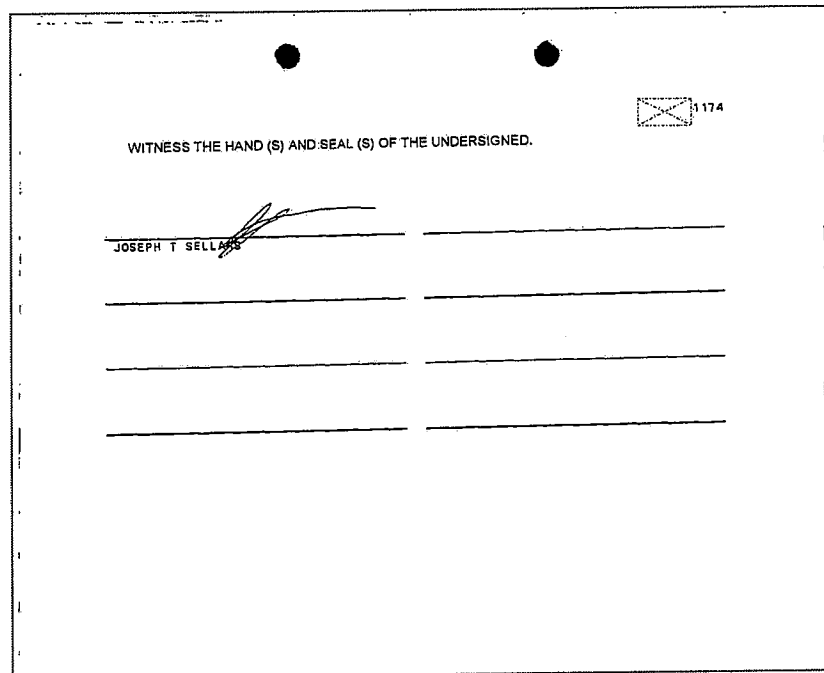 1174
WITNESS THE HAND (S) AND SEAL (S) OF THE UNDERSIGNED.
JOSEPH T SELLARS